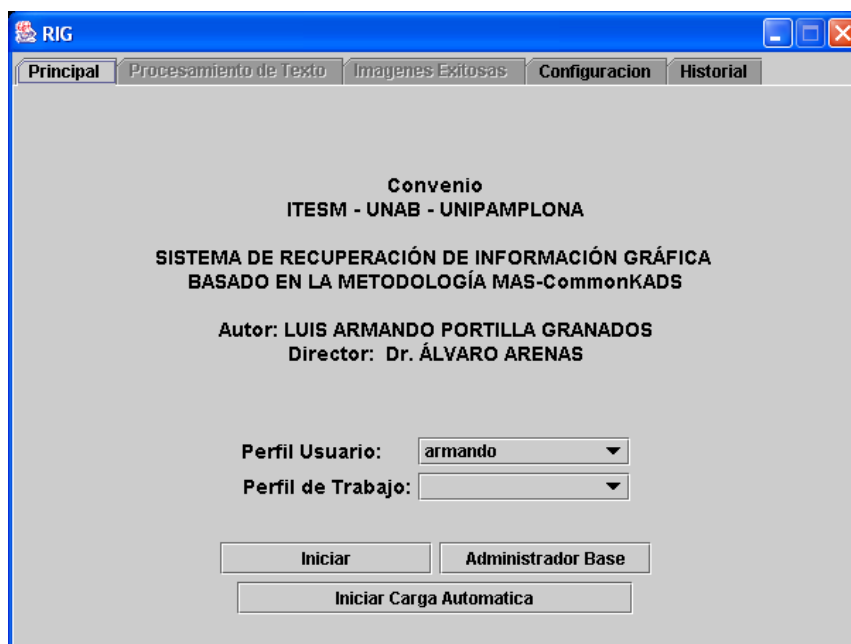 RIG
Principal Procesamiento de Texto Imagenes Exitosas Configuracion Historial
Convenio
ITESM - UNAB - UNIPAMPLONA
SISTEMA DE RECUPERACIÓN DE INFORMACIÓN GRÁFICA
BASADO EN LA METODOLOGÍA MAS-CommonKADS
Autor: LUIS ARMANDO PORTILLA GRANADOS
Director: Dr. ÁLVARO ARENAS
Perfil Usuario: armando
Perfil de Trabajo:
Iniciar Administrador Base
Iniciar Carga Automatica